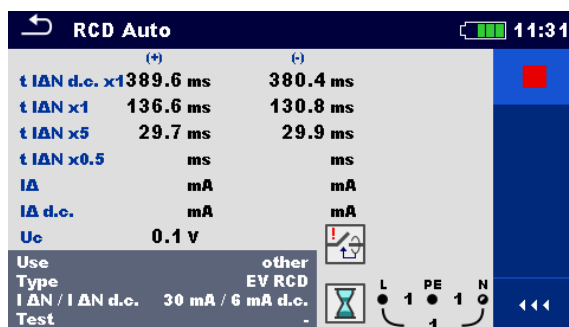 RCD Auto 11:31
(+) (-)
t IΔN d.c. x1 389.6 ms 380.4 ms
t IΔN x1 136.6 ms 130.8 ms
t IΔN x5 29.7 ms 29.9 ms
t IΔN x0.5 ms ms
IΔ mA mA
IΔ d.c. mA mA
Uc 0.1 V
Use other
Type EV RCD
I ΔN / I ΔN d.c. 30 mA / 6 mA d.c.
Test -
L PE N
1 1
1